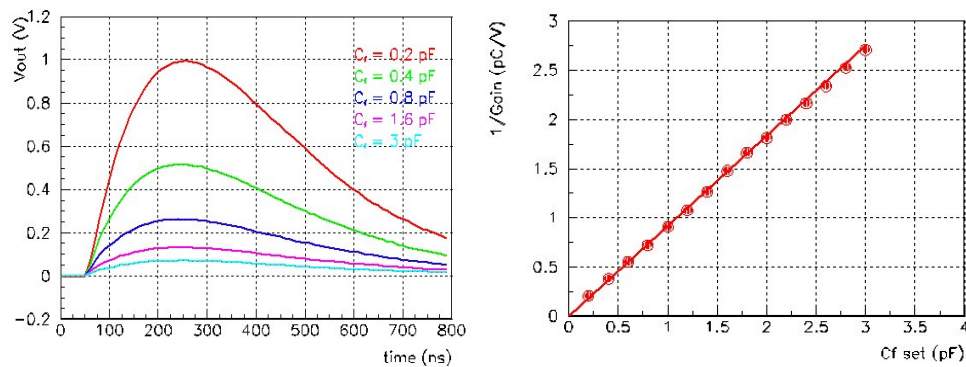 Vout (V)
1.2
1
0.8
0.6
0.4
0.2
0
-0.2
Cf = 0.2 pF
Cf = 0.4 pF
Cf = 0.8 pF
Cf = 1.6 pF
Cf = 3 pF
0 100 200 300 400 500 600 700 800
time (ns)
1/Gain (pC/V)
3
2.5
2
1.5
1
0.5
0
0 0.5 1 1.5 2 2.5 3 3.5 4
Cf set (pF)